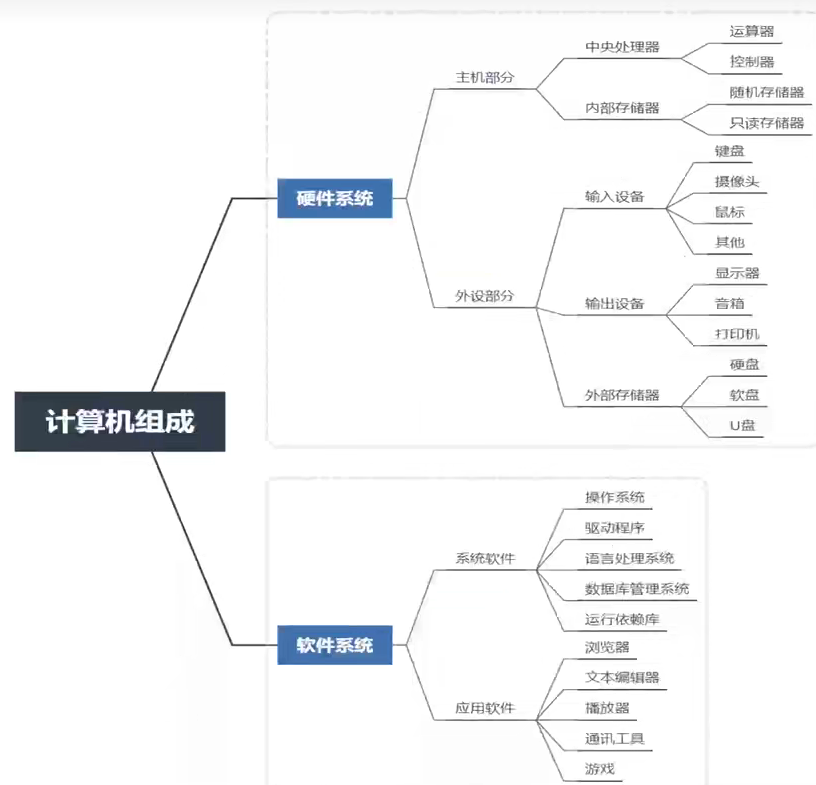 计算机组成
硬件系统
主机部分
中央处理器
运算器
控制器
内部存储器
随机存储器
只读存储器
外设部分
输入设备
键盘
摄像头
鼠标
其他
输出设备
显示器
音箱
打印机
外部存储器
硬盘
软盘
U盘
软件系统
系统软件
操作系统
驱动程序
语言处理系统
数据库管理系统
运行依赖库
应用软件
浏览器
文本编辑器
播放器
通讯工具
游戏